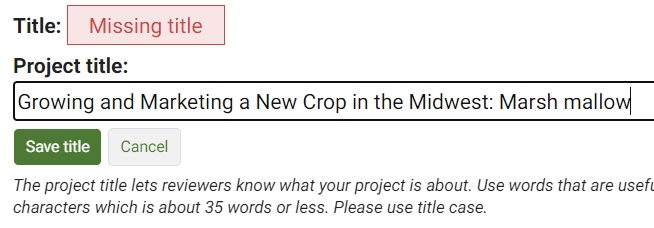 Title: Missing title
Project title:
Growing and Marketing a New Crop in the Midwest: Marsh mallow
Save title Cancel
The project title lets reviewers know what your project is about. Use words that are
characters which is about 35 words or less. Please use title case.